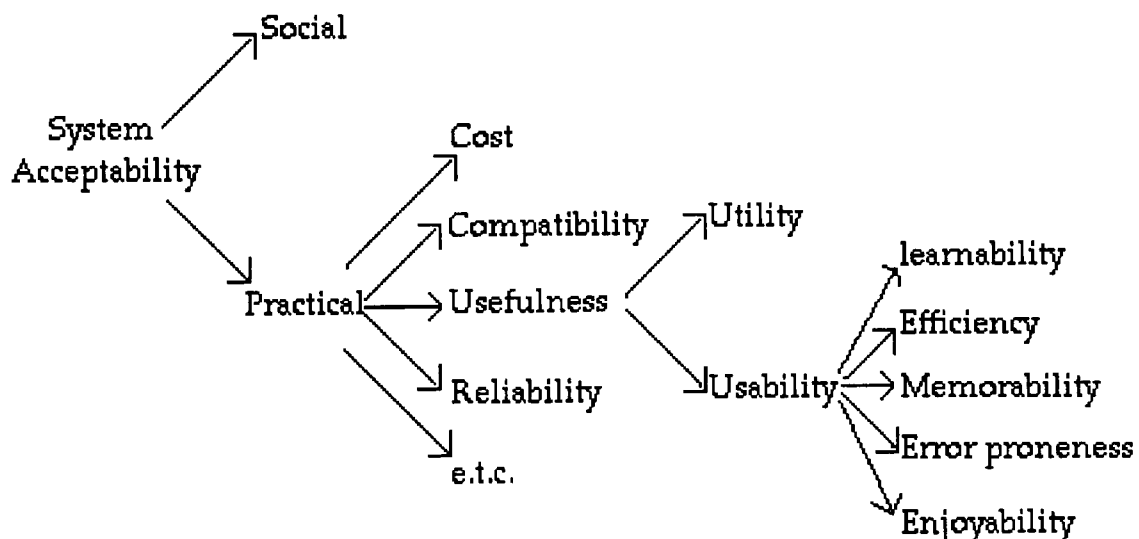 Social
System
Acceptability
Cost
Compatibility
Utility
learnability
Practical
Usefulness
Efficiency
Reliability
Usability
Memorability
Error proneness
e.t.c.
Enjoyability